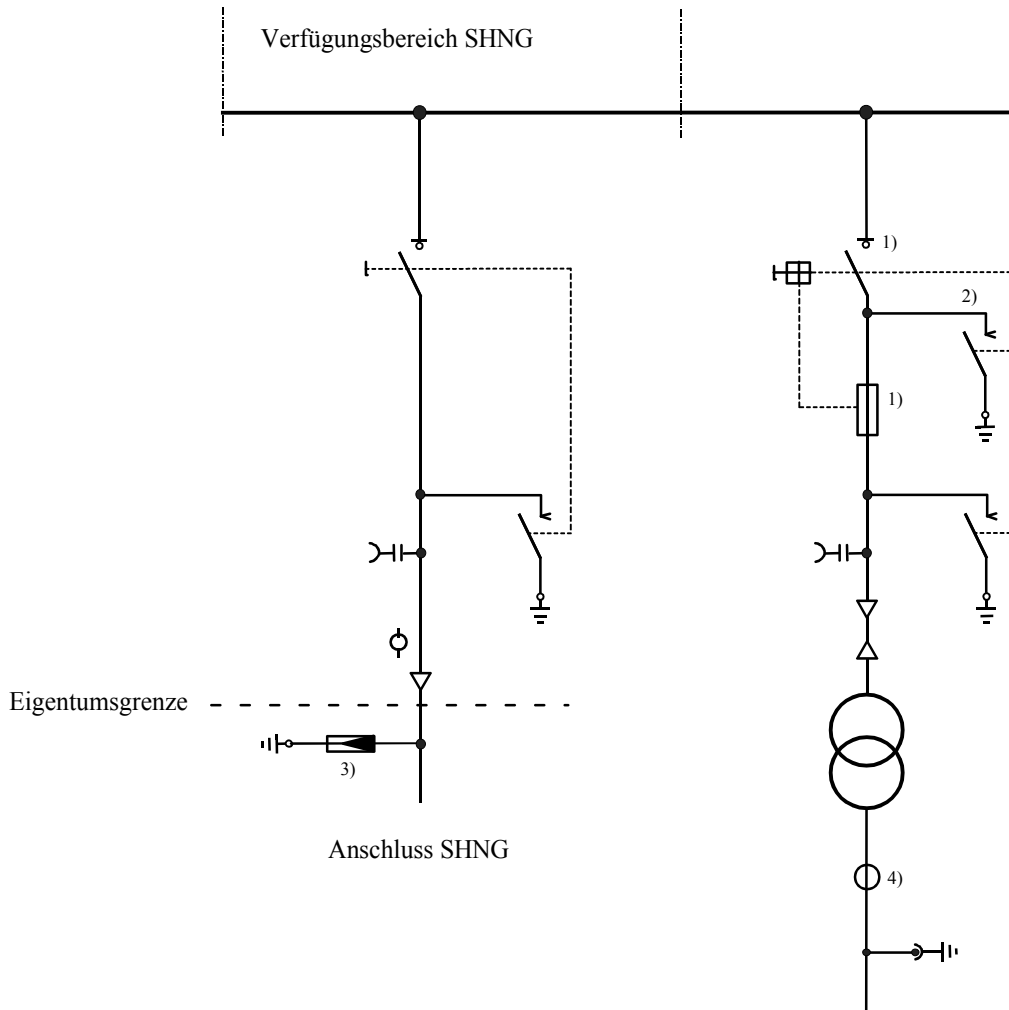 Verfügungsbereich SHNG
1)
2)
1)
Eigentumsgrenze
3)
Anschluss SHNG
4)